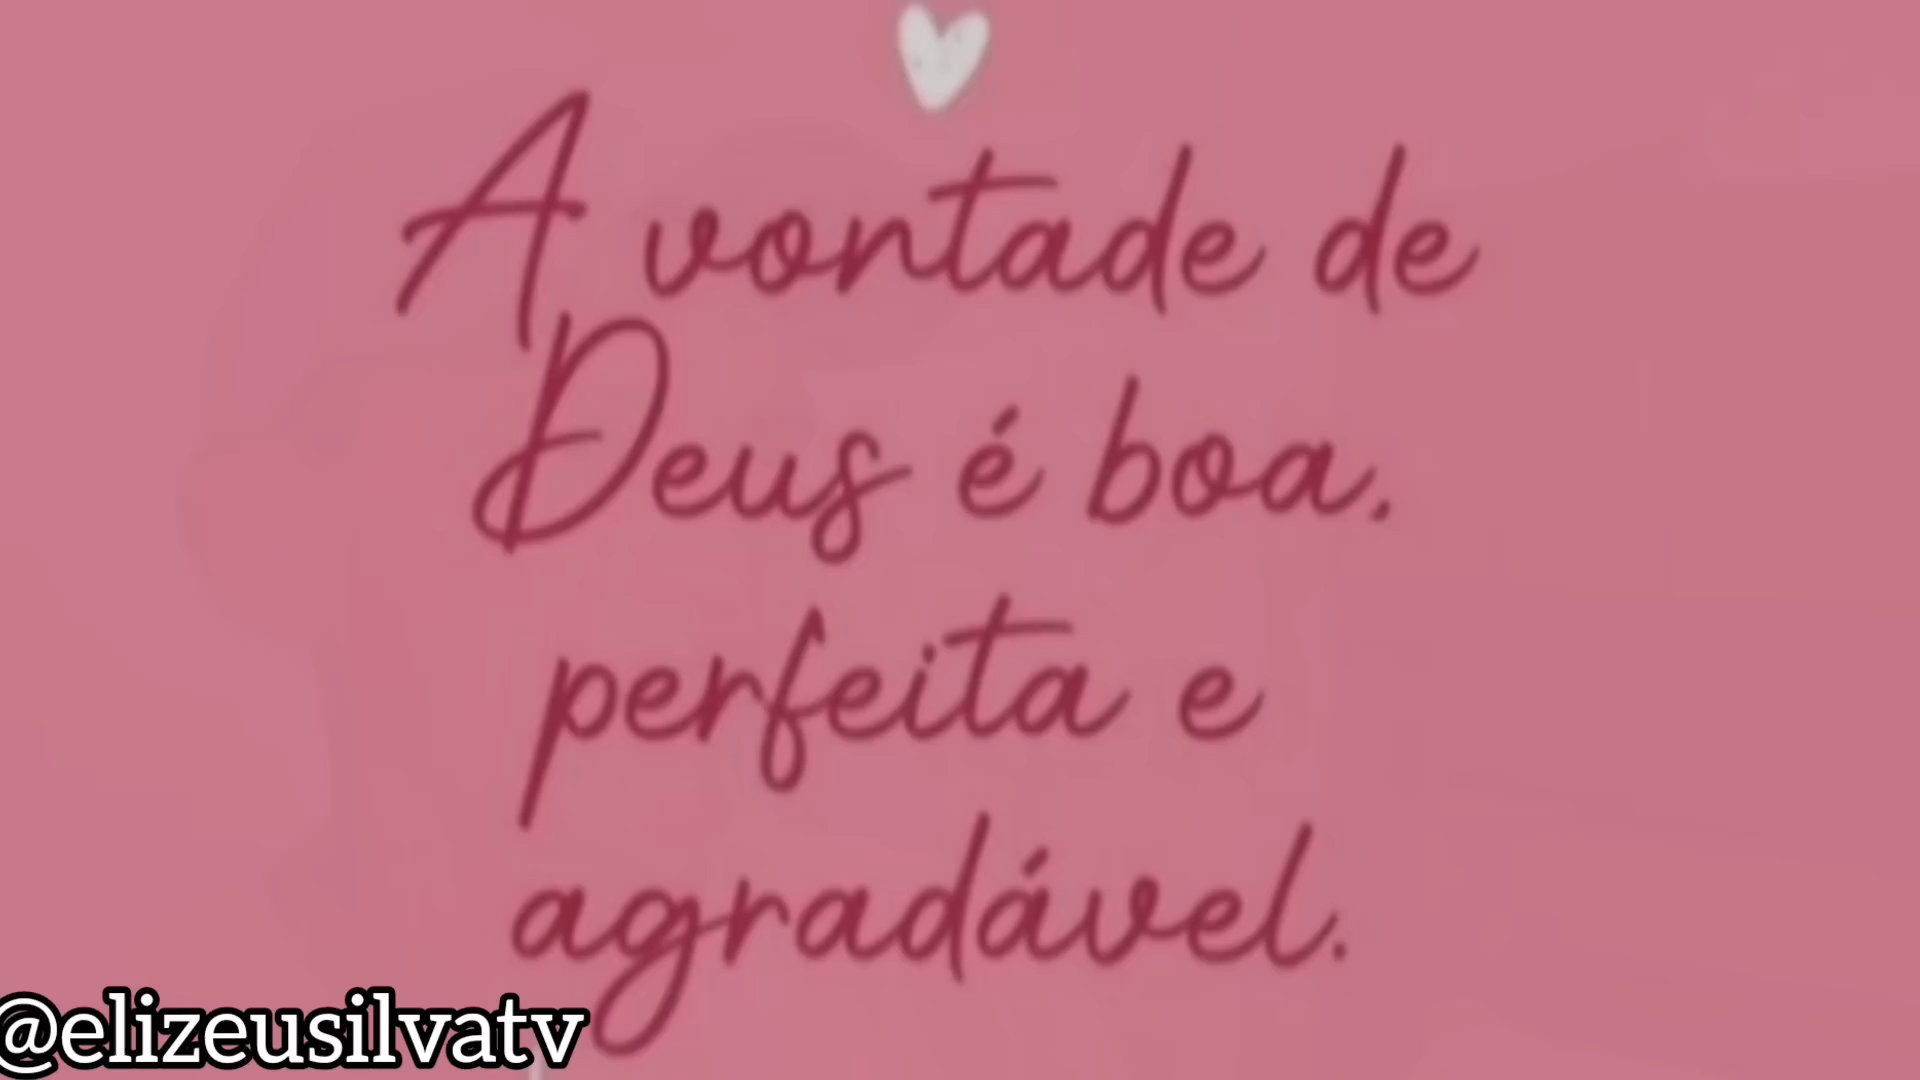 A vontade de
Deus é boa,
perfeita e
agradável.
@elizeusilvatv